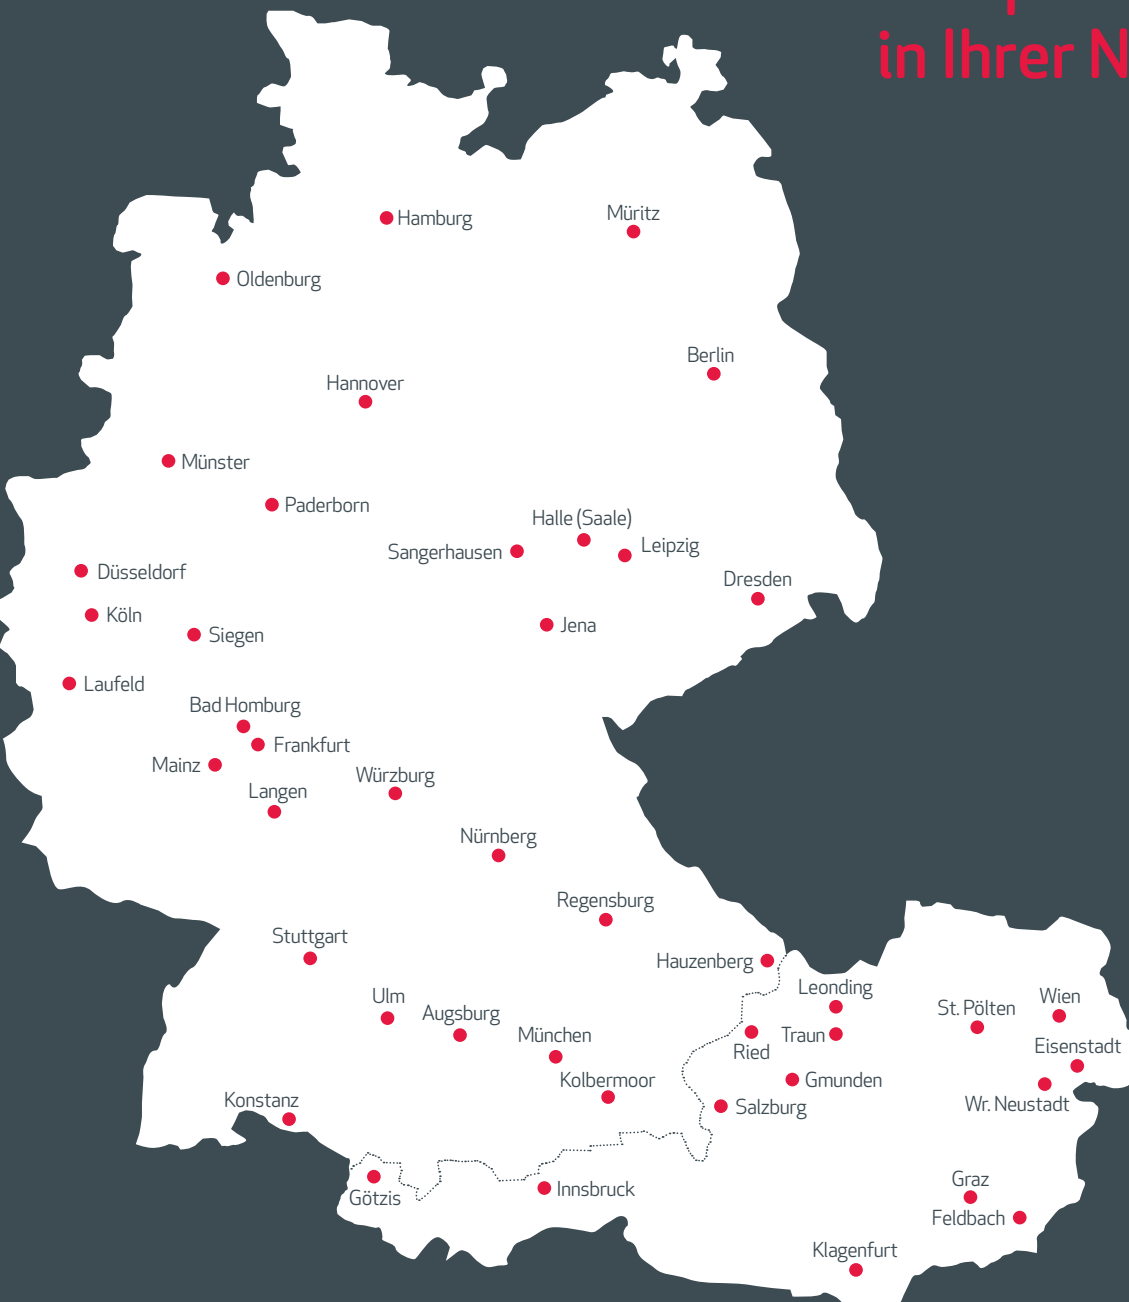 in Ihrer N
Hamburg
Müritz
Oldenburg
Berlin
Hannover
Münster
Paderborn
Halle (Saale)
Sangerhausen
Leipzig
Düsseldorf
Dresden
Köln
Jena
Siegen
Laufeld
Bad Homburg
Frankfurt
Mainz
Würzburg
Langen
Nürnberg
Regensburg
Stuttgart
Hauzenberg
Leonding
Ulm
Wien
St. Pölten
Augsburg
München
Traun
Eisenstadt
Ried
Kolbermoor
Gmunden
Konstanz
Wr. Neustadt
Salzburg
Graz
Innsbruck
Götzis
Feldbach
Klagenfurt